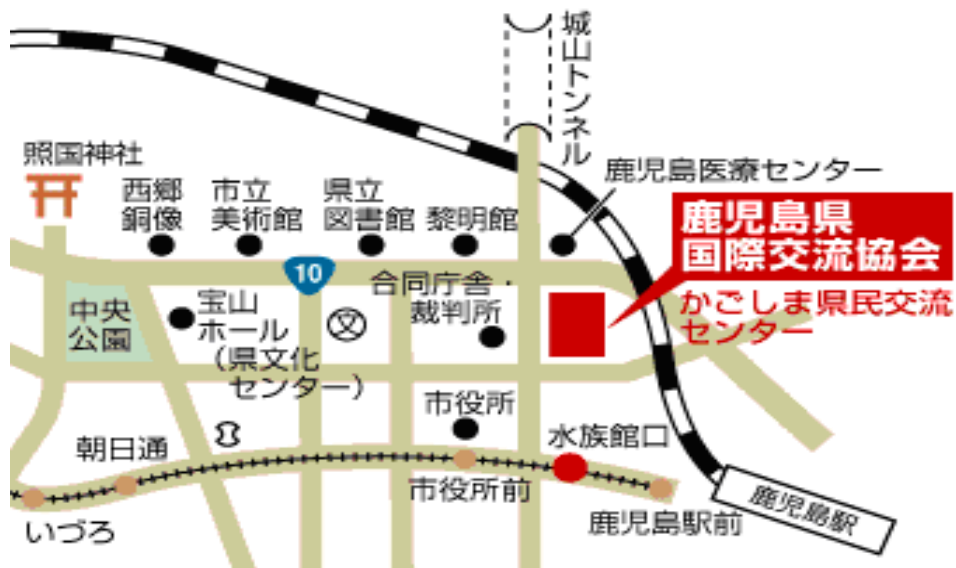 城山トンネル
照国神社
鹿児島医療センター
西郷
銅像
市立
美術館
県立
図書館
黎明館
鹿児島県
国際交流協会
かごしま県民交流
センター
10
合同庁舎・
裁判所
中央
公園
宝山
ホール
(県文化
センター)
文
市役所
朝日通
水族館口
市役所前
いづろ
鹿児島駅前
鹿児島駅